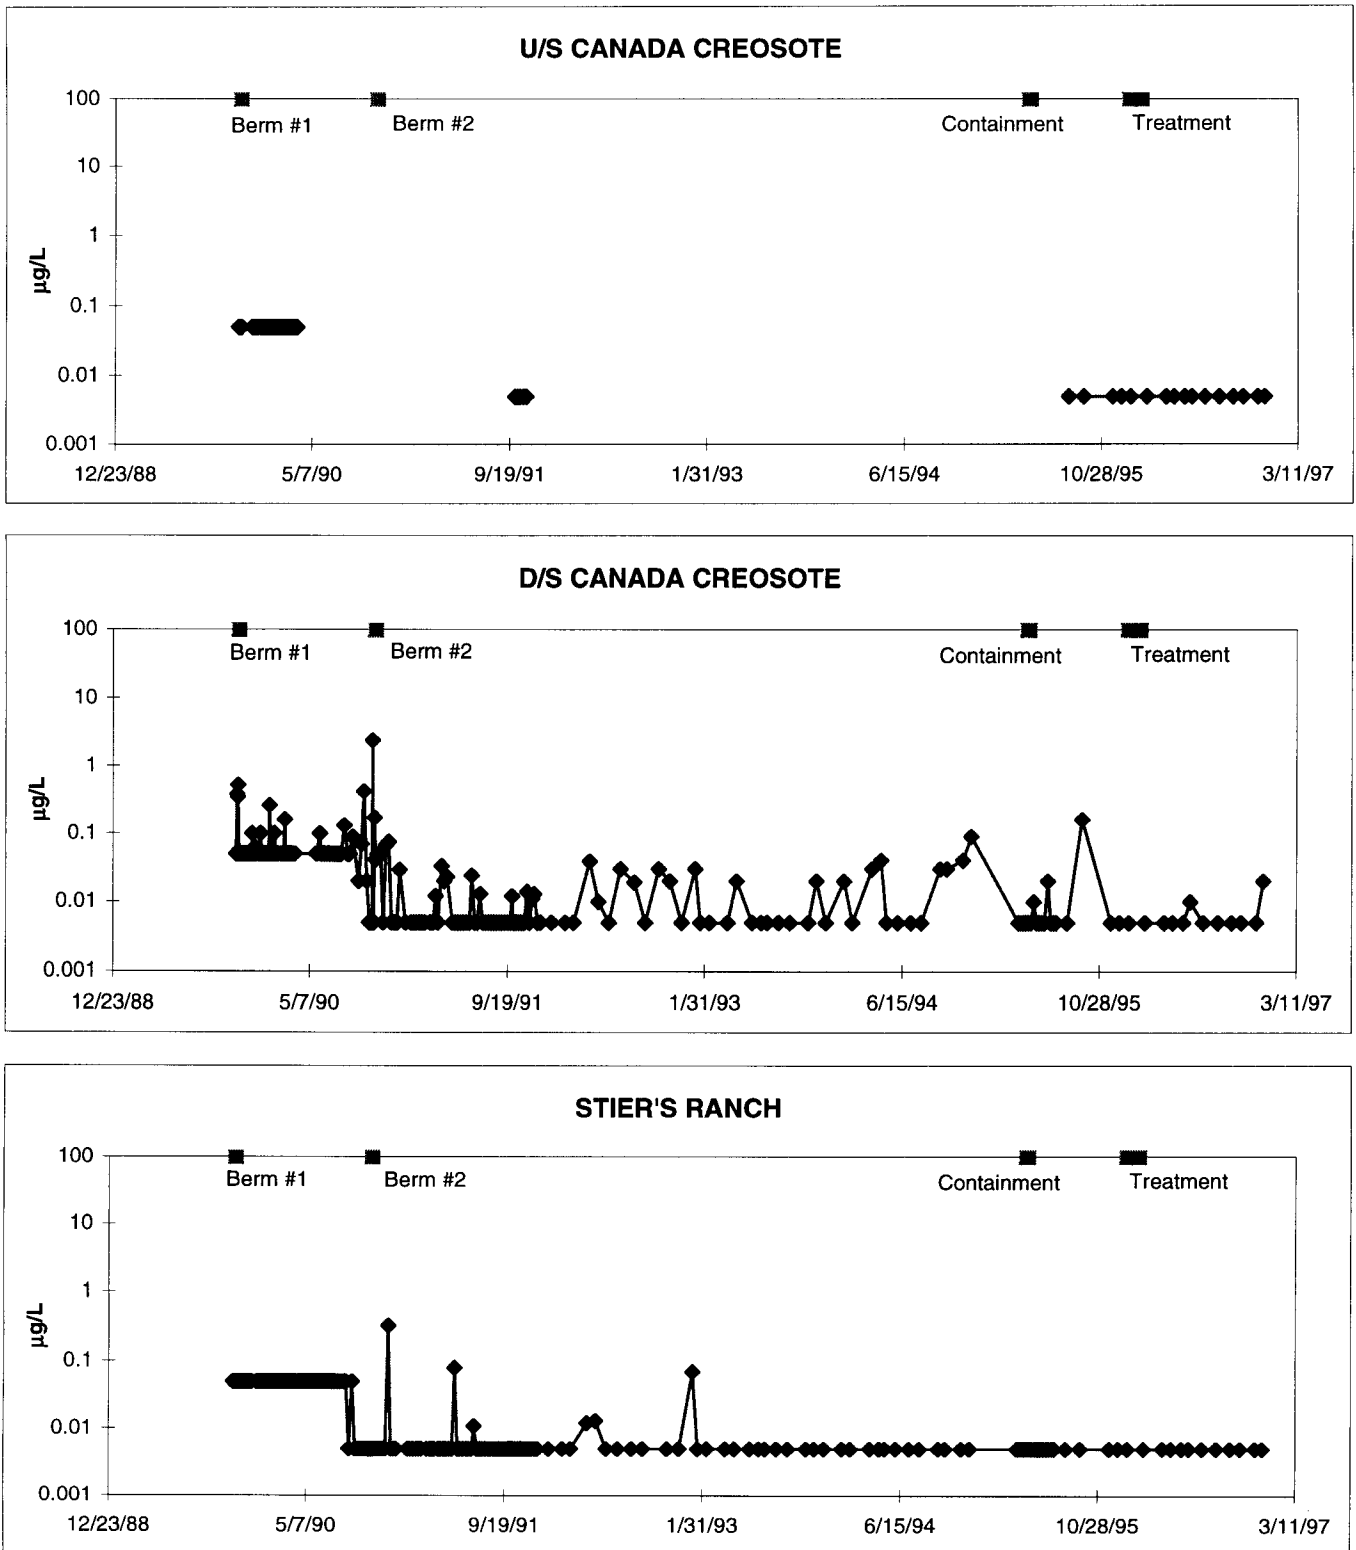 U/S CANADA CREOSOTE
100
Berm #1 Berm #2 Containment Treatment
10
1
µg/L
0.1
0.01
0.001
12/23/88 5/7/90 9/19/91 1/31/93 6/15/94 10/28/95 3/11/97
D/S CANADA CREOSOTE
100
Berm #1 Berm #2 Containment Treatment
10
1
µg/L
0.1
0.01
0.001
12/23/88 5/7/90 9/19/91 1/31/93 6/15/94 10/28/95 3/11/97
STIER'S RANCH
100
Berm #1 Berm #2 Containment Treatment
10
1
µg/L
0.1
0.01
0.001
12/23/88 5/7/90 9/19/91 1/31/93 6/15/94 10/28/95 3/11/97